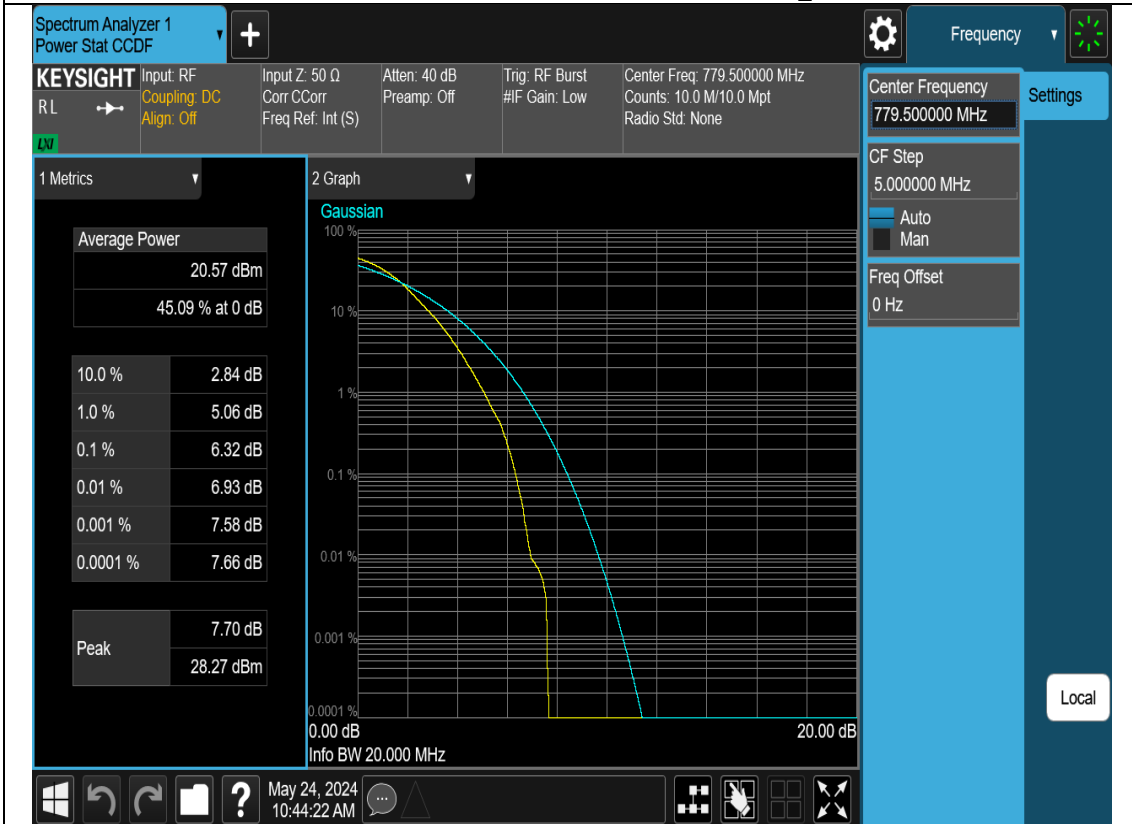 Spectrum Analyzer 1
Power Stat CCDF
Frequency
KEYSIGHT
RL
LXI
Input: RF
Coupling: DC
Align: Off
Input Z: 50 Ω
Corr CCorr
Freq Ref: Int (S)
Atten: 40 dB
Preamp: Off
Trig: RF Burst
#IF Gain: Low
Center Freq: 779.500000 MHz
Counts: 10.0 M/10.0 Mpt
Radio Std: None
Center Frequency
779.500000 MHz
Settings
CF Step
5.000000 MHz
Auto
Man
Freq Offset
0 Hz
Local
1 Metrics
Average Power
20.57 dBm
45.09 % at 0 dB
10.0 % 2.84 dB
1.0 % 5.06 dB
0.1 % 6.32 dB
0.01 % 6.93 dB
0.001 % 7.58 dB
0.0001 % 7.66 dB
Peak
7.70 dB
28.27 dBm
2 Graph
Gaussian
100 %
10 %
1 %
0.1 %
0.01 %
0.001 %
0.0001 %
0.00 dB 20.00 dB
Info BW 20.000 MHz
May 24, 2024
10:44:22 AM